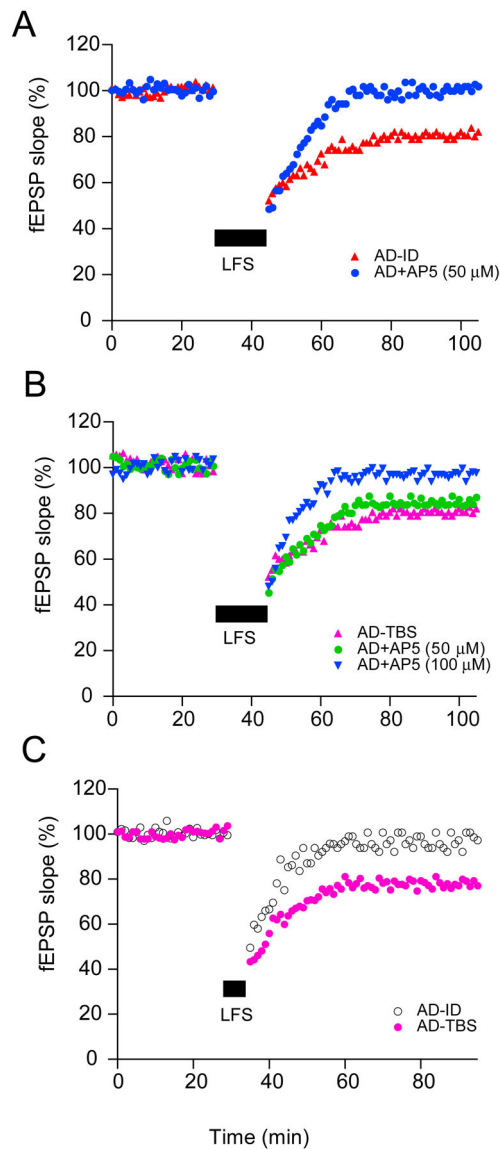 A
120
100
80
60
40
20
0
fEPSP slope (%)
LFS
AD-ID
AD+AP5 (50 μM)
0 20 40 60 80 100
B
120
100
80
60
40
20
0
fEPSP slope (%)
LFS
AD-TBS
AD+AP5 (50 μM)
AD+AP5 (100 μM)
0 20 40 60 80 100
C
120
100
80
60
40
20
0
fEPSP slope (%)
LFS
AD-ID
AD-TBS
0 20 40 60 80
Time (min)